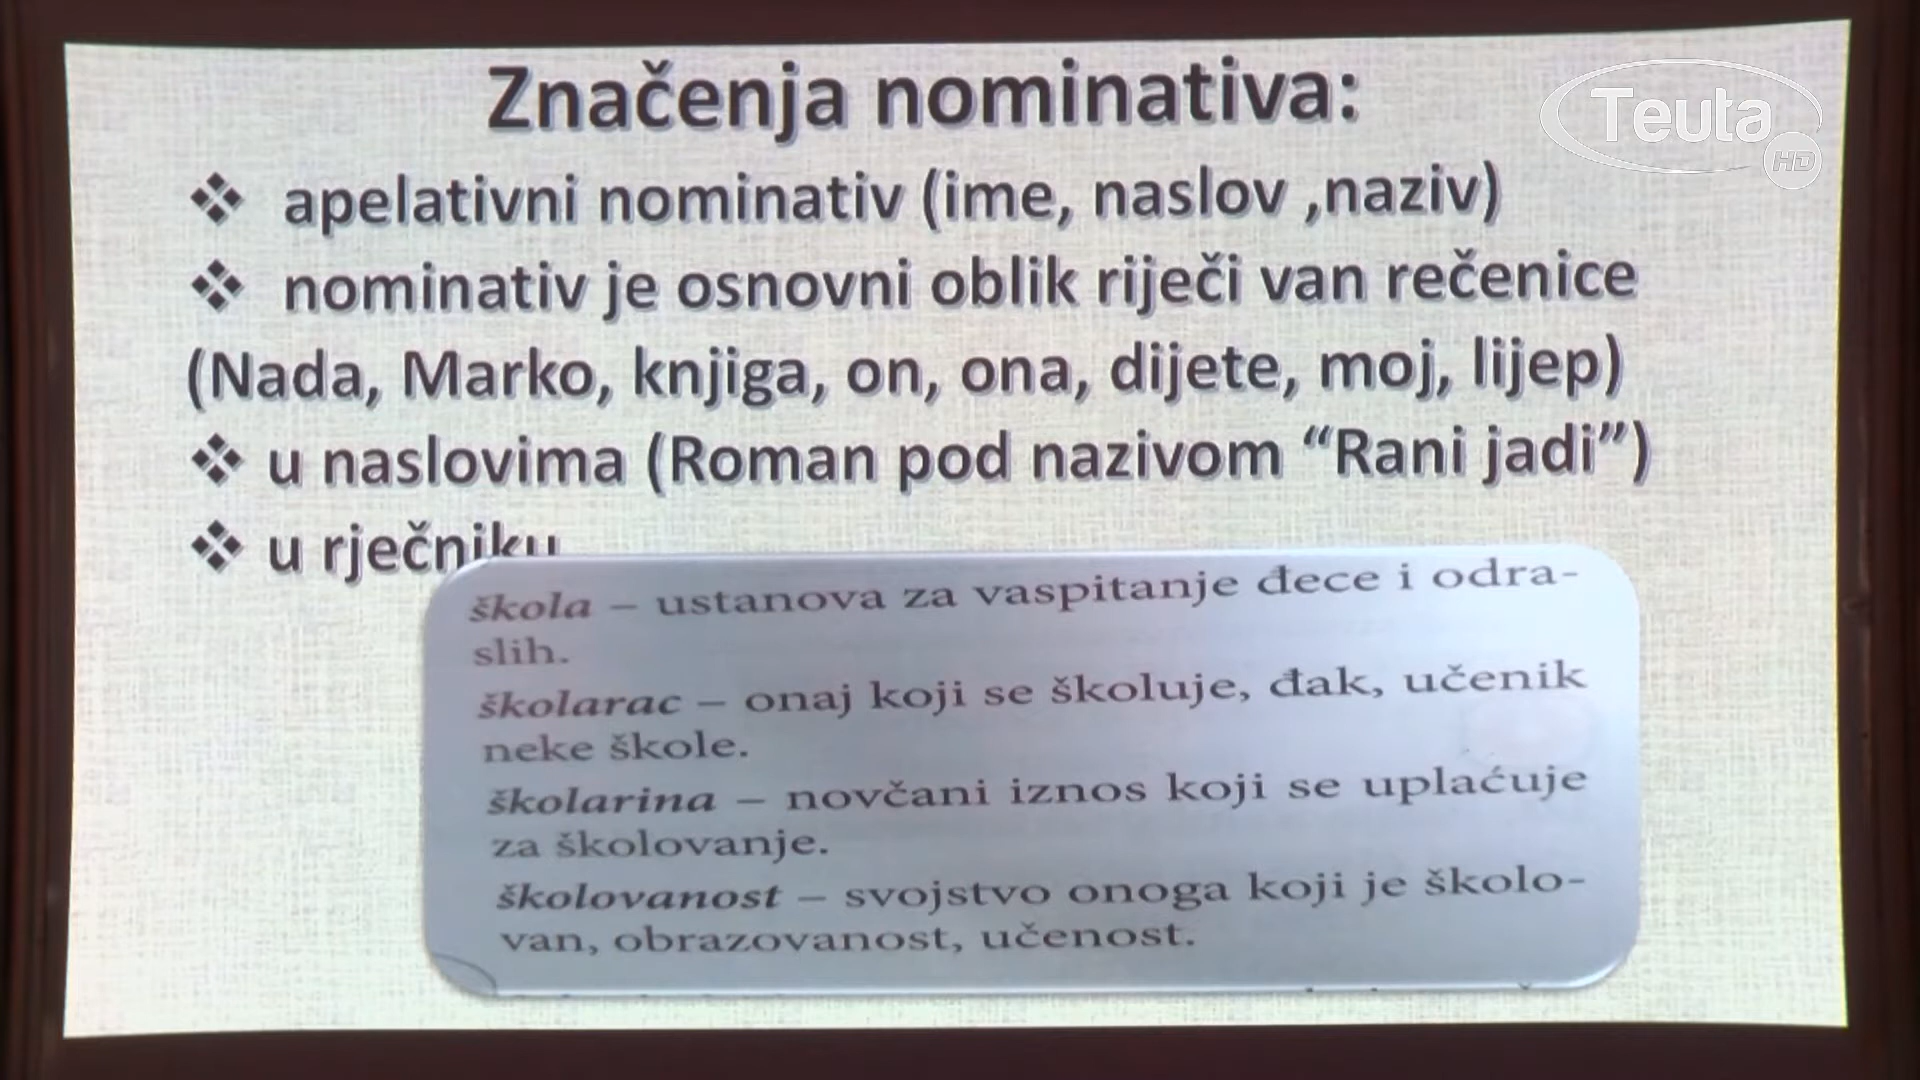 Značenja nominativa:
Teuta
HD
❖ apelativni nominativ (ime, naslov ,naziv)
❖ nominativ je osnovni oblik riječi van rečenice
(Nada, Marko, knjiga, on, ona, dijete, moj, lijep)
❖ u naslovima (Roman pod nazivom “Rani jadi”)
❖ u rječniku
škola – ustanova za vaspitanje đece i odra-
slih.
školarac – onaj koji se školuje, đak, učenik
neke škole.
školarina – novčani iznos koji se uplaćuje
za školovanje.
školovanost – svojstvo onoga koji je školo-
van, obrazovanost, učenost.